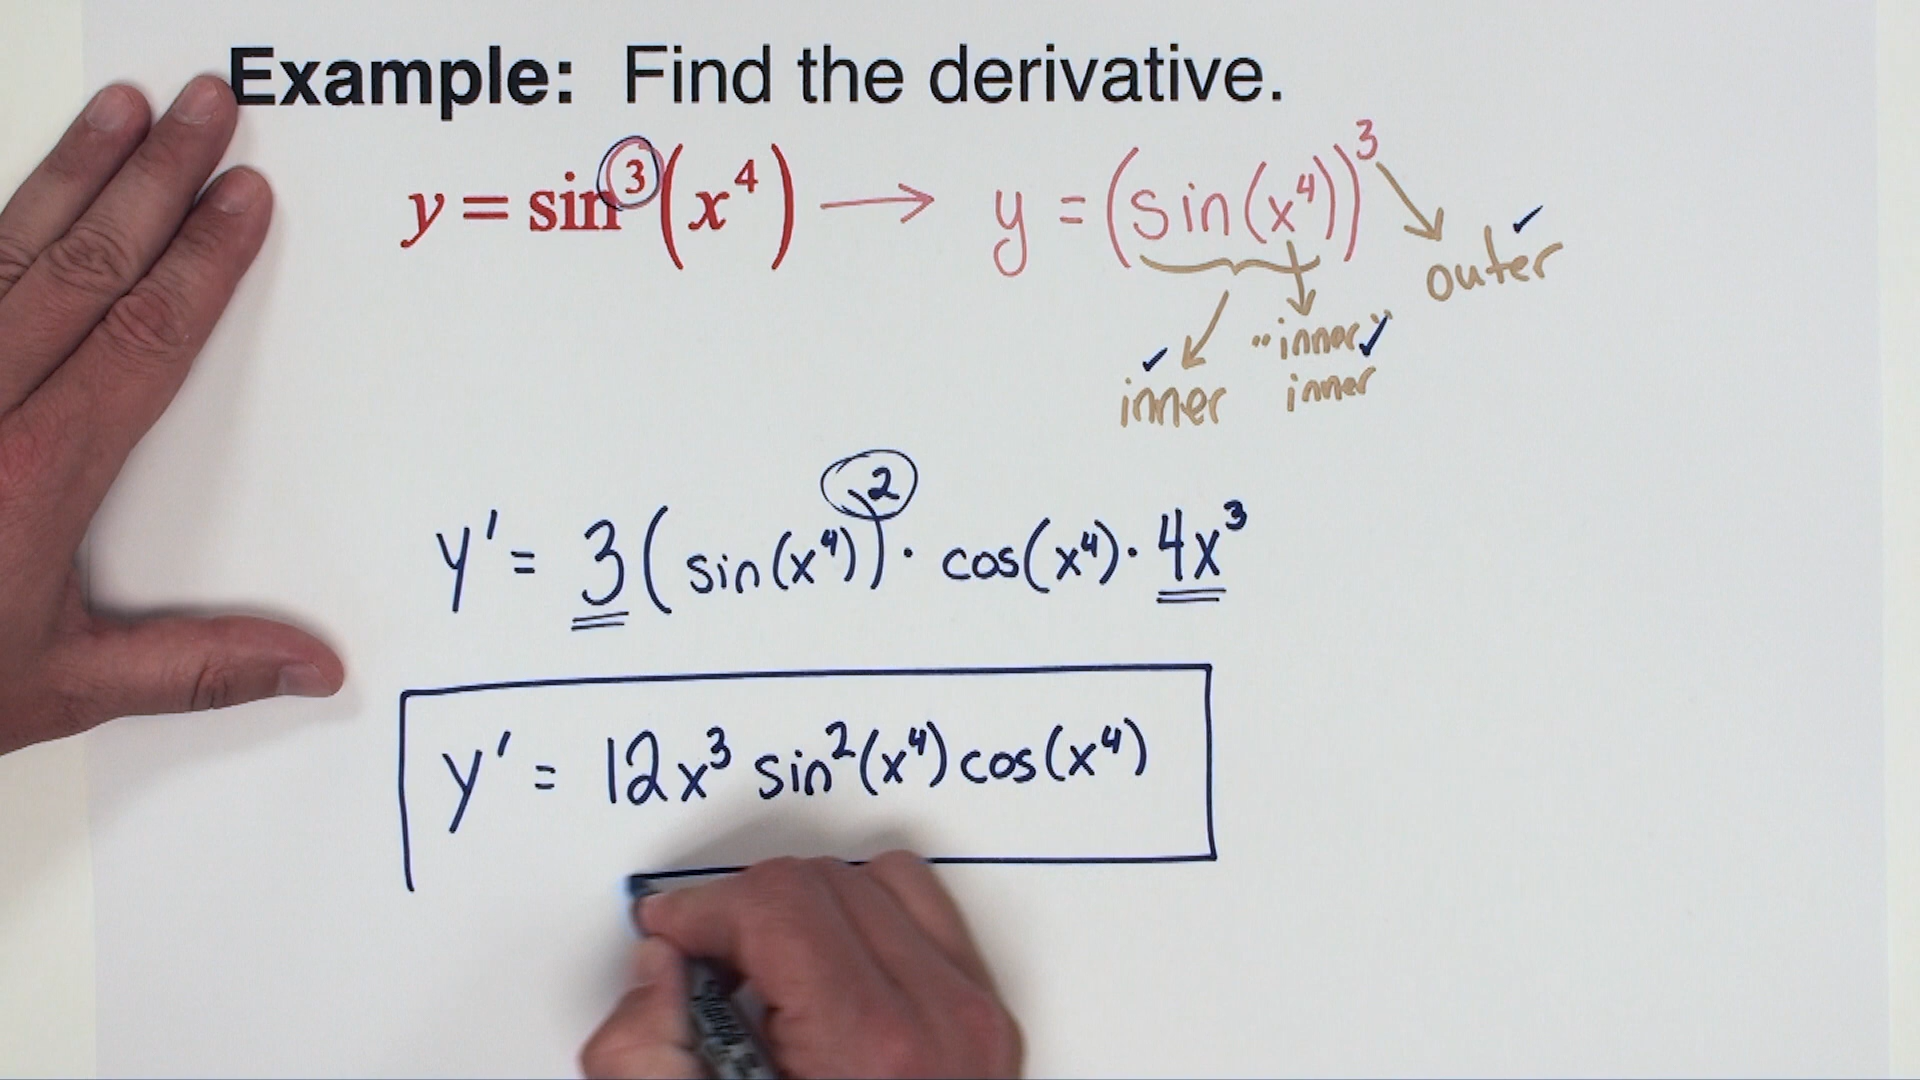 Example: Find the derivative.
y = sin³(x⁴) → y = (sin(x⁴))³
outer
"inner"
inner
inner
y' = 3(sin(x⁴))² · cos(x⁴) · 4x³
y' = 12x³ sin²(x⁴) cos(x⁴)